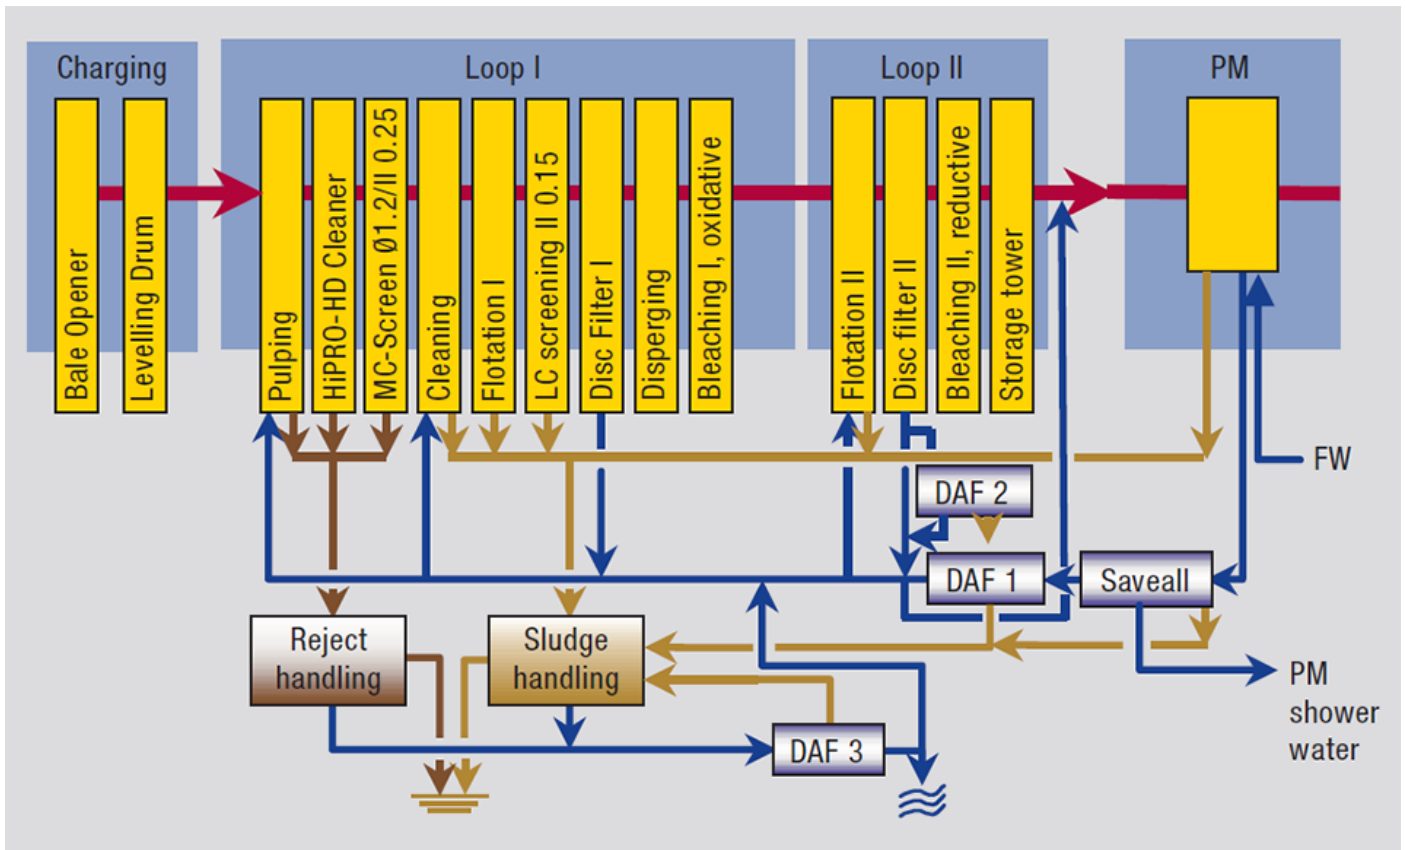 Charging
Loop I
Loop II
PM
Bale Opener
Levelling Drum
Pulping
HiPRO-HD Cleaner
MC-Screen Ø1.2/II 0.25
Cleaning
Flotation I
LC screening II 0.15
Disc Filter I
Disperging
Bleaching I, oxidative
Flotation II
Disc filter II
Bleaching II, reductive
Storage tower
FW
DAF 2
DAF 1
Saveall
Reject
handling
Sludge
handling
DAF 3
PM
shower
water